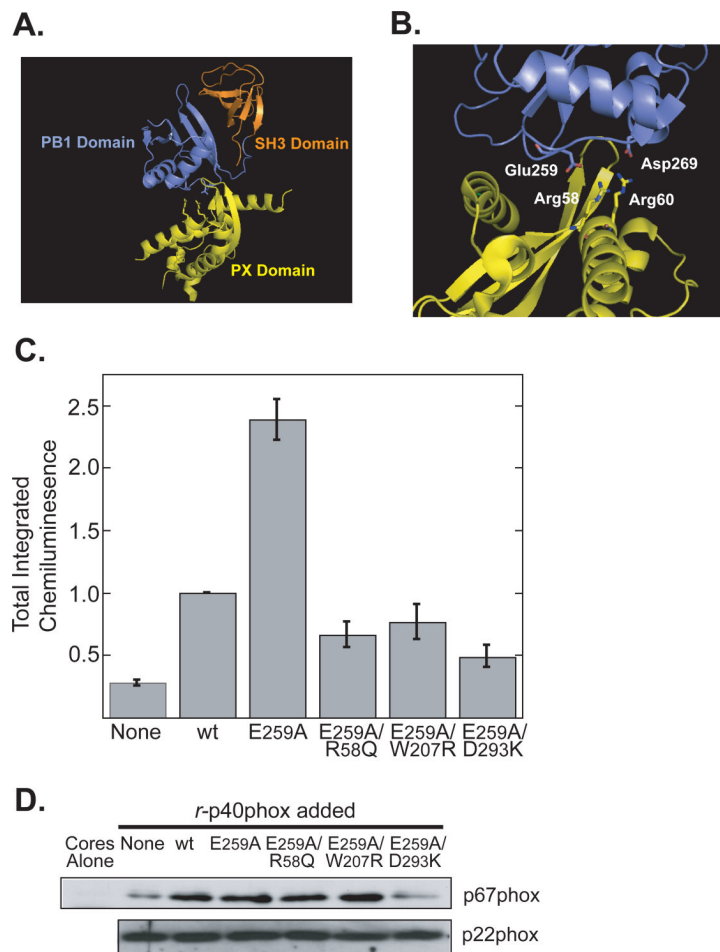 A.
PB1 Domain
SH3 Domain
PX Domain
B.
Glu259
Asp269
Arg58
Arg60
C.
Total Integrated
Chemiluminesence
2.5
2.0
1.0
0.5
None
wt
E259A
E259A/
R58Q
E259A/
W207R
E259A/
D293K
D.
r-p40phox added
Cores
Alone
None
wt
E259A
E259A/
R58Q
E259A/
W207R
E259A/
D293K
p67phox
p22phox